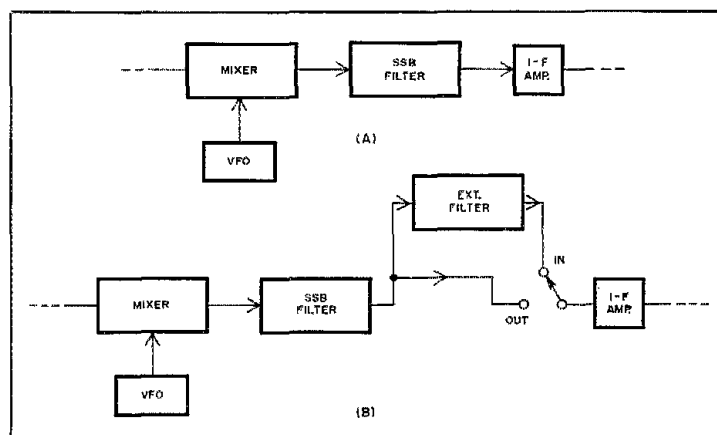 MIXER
SSB
FILTER
I-F
AMP.
VFO
(A)
EXT.
FILTER
IN
MIXER
SSB
FILTER
OUT
I-F
AMP.
VFO
(B)